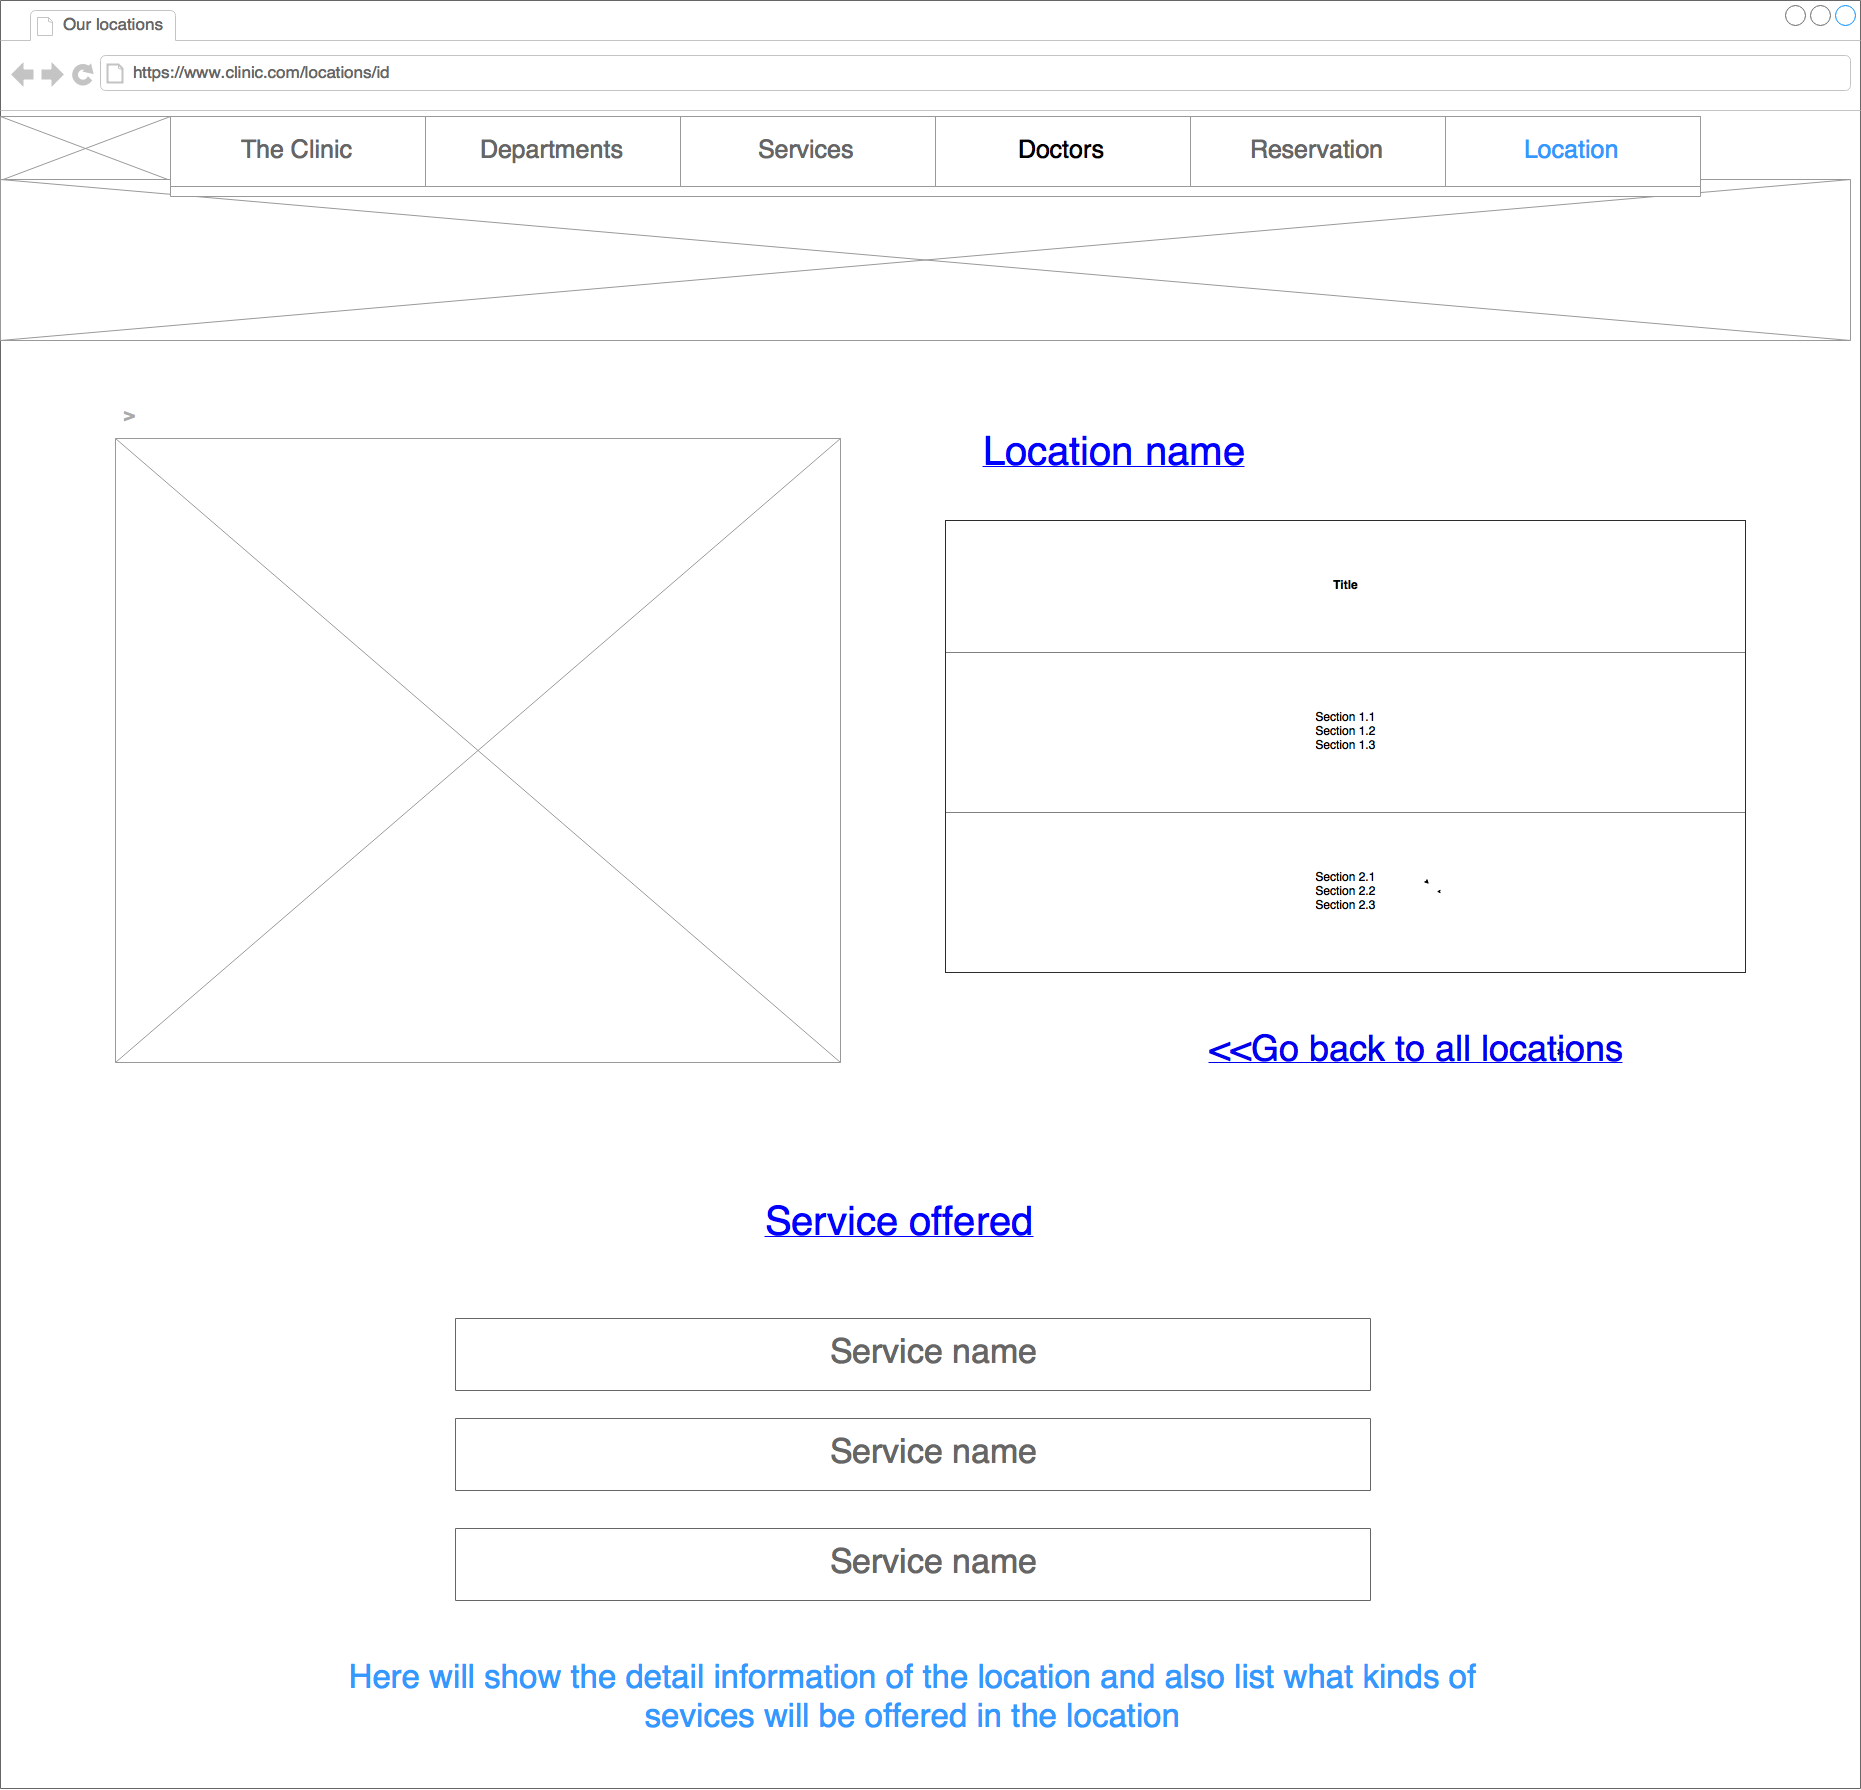 Our locations
https://www.clinic.com/locations/id
The Clinic
Departments
Services
Doctors
Reservation
Location
>
Location name
Title
Section 1.1
Section 1.2
Section 1.3
Section 2.1
Section 2.2
Section 2.3
<<Go back to all locations
Service offered
Service name
Service name
Service name
Here will show the detail information of the location and also list what kinds of
sevices will be offered in the location